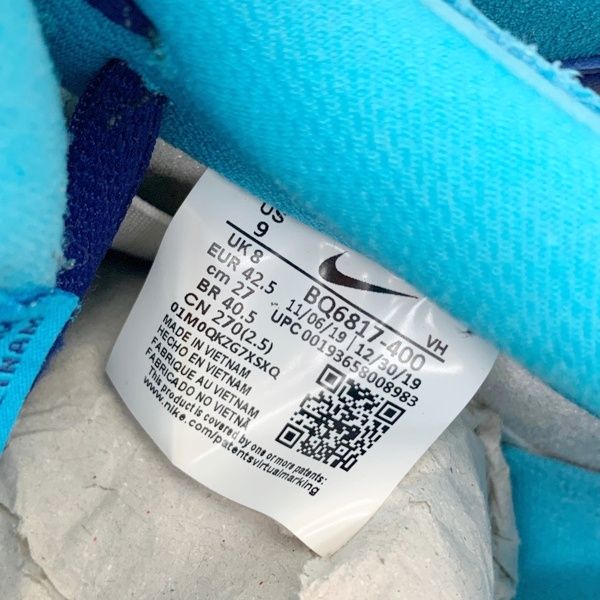 US
9
UK 8
EUR 42.5
cm 27
BR 40.5
CN 270(2.5)
01M0QKZG7XSXQ
BQ6817-400 VH
11/06/19 | 12/30/19
UPC 00193658008983
MADE IN VIETNAM
HECHO EN VIETNAM
FABRIQUE AU VIETNAM
FABRICADO NO VIETNÃ
This product is covered by one or more patents:
www.nike.com/patentsvirtualmarking